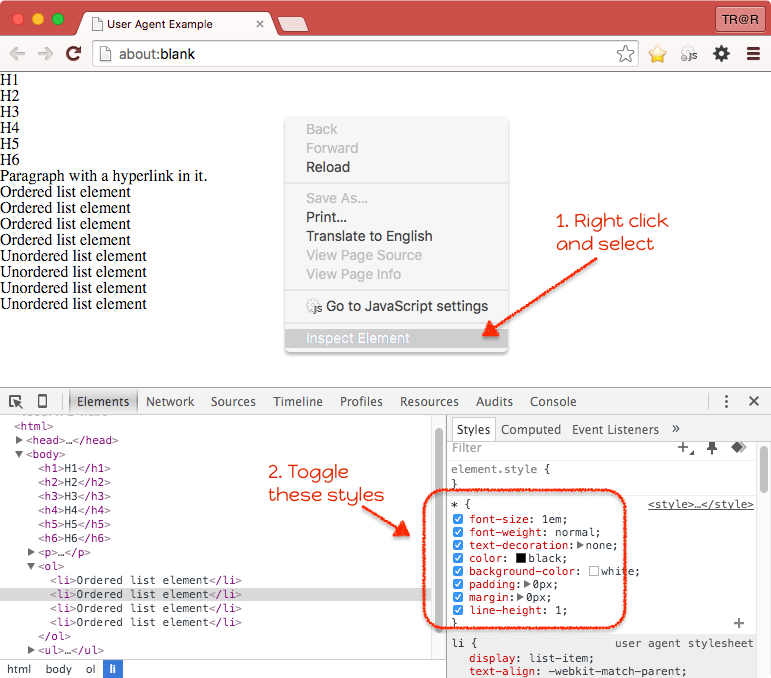 User Agent Example
TR@R
about:blank
JS
H1
H2
H3
H4
H5
H6
Paragraph with a hyperlink in it.
Ordered list element
Ordered list element
Ordered list element
Ordered list element
Unordered list element
Unordered list element
Unordered list element
Unordered list element
Back
Forward
Reload
Save As...
Print...
Translate to English
View Page Source
View Page Info
JS Go to JavaScript settings
Inspect Element
1. Right click
and select
Elements Network Sources Timeline Profiles Resources Audits Console
<html>
<head>…</head>
<body>
<h1>H1</h1>
<h2>H2</h2>
<h3>H3</h3>
<h4>H4</h4>
<h5>H5</h5>
<h6>H6</h6>
<p>…</p>
<ol>
<li>Ordered list element</li>
<li>Ordered list element</li>
<li>Ordered list element</li>
<li>Ordered list element</li>
</ol>
<ul>…</ul>
html body ol li
2. Toggle
these styles
Styles Computed Event Listeners »
Filter
element.style {
}
* { <style>…</style>
font-size: 1em;
font-weight: normal;
text-decoration: none;
color: black;
background-color: white;
padding: 0px;
margin: 0px;
line-height: 1;
}
li { user agent stylesheet
display: list-item;
text-align: -webkit-match-parent;